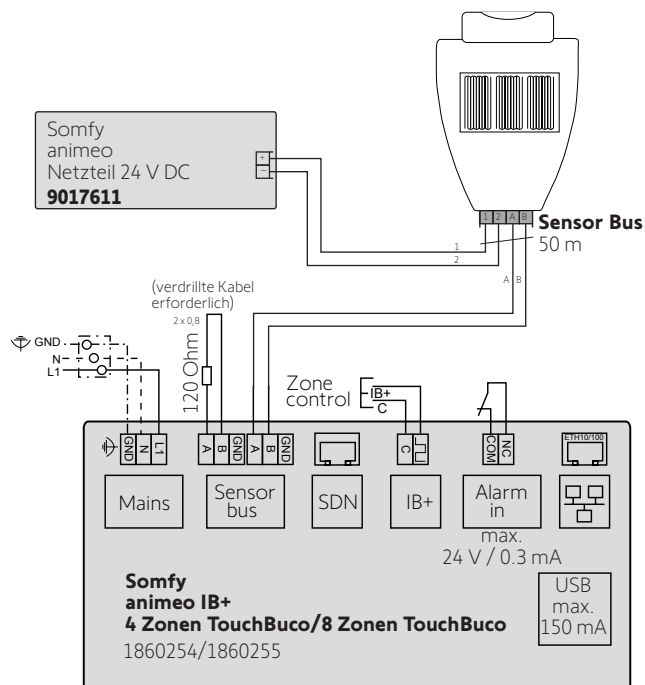 Somfy
animeo
Netzteil 24 V DC
9017611
+
–
1 2 A B
Sensor Bus
50 m
1
2
A B
(verdrillte Kabel
erforderlich)
2 x 0,8
120 Ohm
GND
N
L1
Zone
control
IB+
C
GND N L1
A B GND A B GND
C
COM NC
ETH10/100
Mains
Sensor
bus
SDN
IB+
Alarm
in
max.
24 V / 0.3 mA
Somfy
animeo IB+
4 Zonen TouchBuco/8 Zonen TouchBuco
1860254/1860255
USB
max.
150 mA